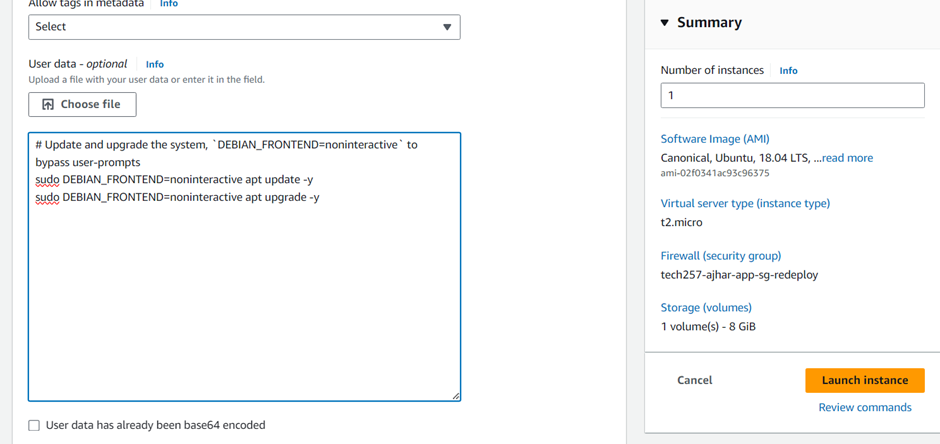 Allow tags in metadata Info
Select
User data - optional Info
Upload a file with your user data or enter it in the field.
Choose file
# Update and upgrade the system, `DEBIAN_FRONTEND=noninteractive` to
bypass user-prompts
sudo DEBIAN_FRONTEND=noninteractive apt update -y
sudo DEBIAN_FRONTEND=noninteractive apt upgrade -y
User data has already been base64 encoded
Summary
Number of instances Info
1
Software Image (AMI)
Canonical, Ubuntu, 18.04 LTS, ...read more
ami-02f0341ac93c96375
Virtual server type (instance type)
t2.micro
Firewall (security group)
tech257-ajhar-app-sg-redeploy
Storage (volumes)
1 volume(s) - 8 GiB
Cancel
Launch instance
Review commands